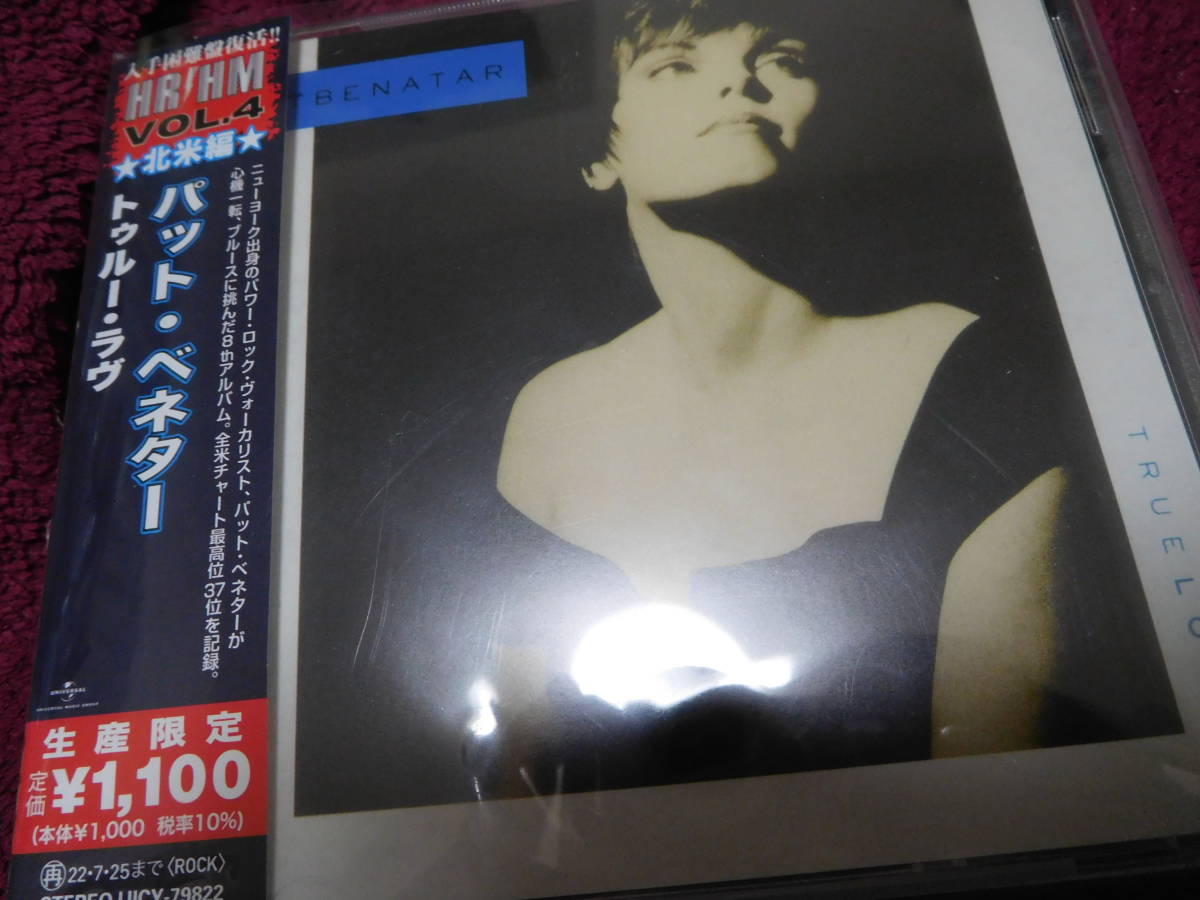 入手困難盤復活!!
HR/HM
VOL.4
★北米編★
パット・ベネター
トゥルー・ラヴ
ニューヨーク出身のパワー・ロック・ヴォーカリスト、パット・ベネターが
心機一転、ブルースに挑んだ8thアルバム。全米チャート最高位37位を記録。
UNIVERSAL
UNIVERSAL MUSIC GROUP
生産限定
定価 ¥1,100
(本体¥1,000 税率10%)
再 22・7・25まで〈ROCK〉
STEREO UICY-79822
BENATAR
TRUE LO